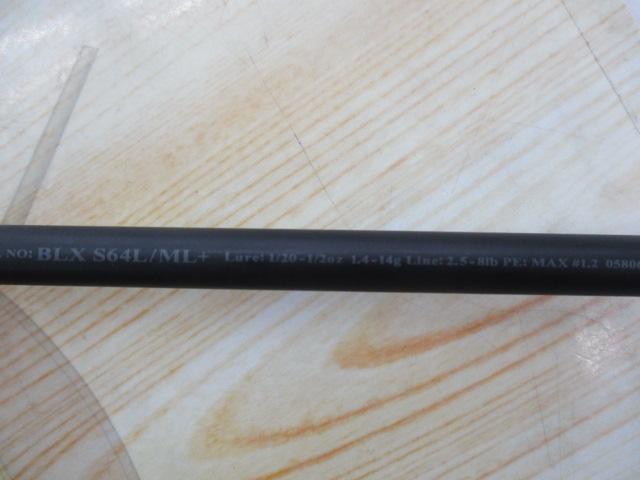 NO: BLX S64L/ML+ Lure: 1/20-1/2oz 1.4-14g Line: 2.5-8lb PE: MAX #1.2 05806